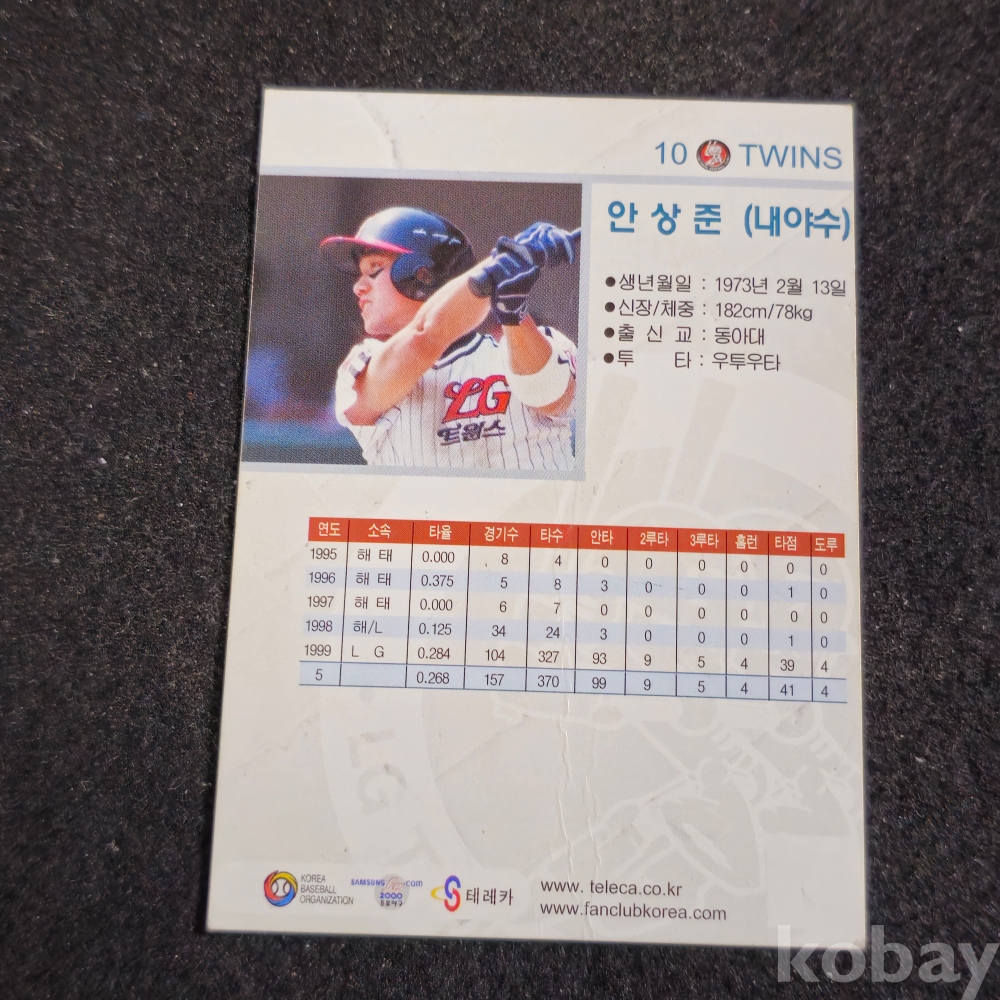 10 TWINS
안상준 (내야수)
●생년월일 : 1973년 2월 13일
●신장/체중 : 182cm/78kg
●출 신 교 : 동아대
●투 타 : 우투우타
LG
트윈스
연도 소속 타율 경기수 타수 안타 2루타 3루타 홈런 타점 도루
1995 해 태 0.000 8 4 0 0 0 0 0 0
1996 해 태 0.375 5 8 3 0 0 0 1 0
1997 해 태 0.000 6 7 0 0 0 0 0 0
1998 해/L 0.125 34 24 3 0 0 0 1 0
1999 L G 0.284 104 327 93 9 5 4 39 4
5 0.268 157 370 99 9 5 4 41 4
LG T
KOREA
BASEBALL
ORGANIZATION
SAMSUNG .com
2000
프로야구
테레카
www. teleca.co.kr
www.fanclubkorea.com
kobay